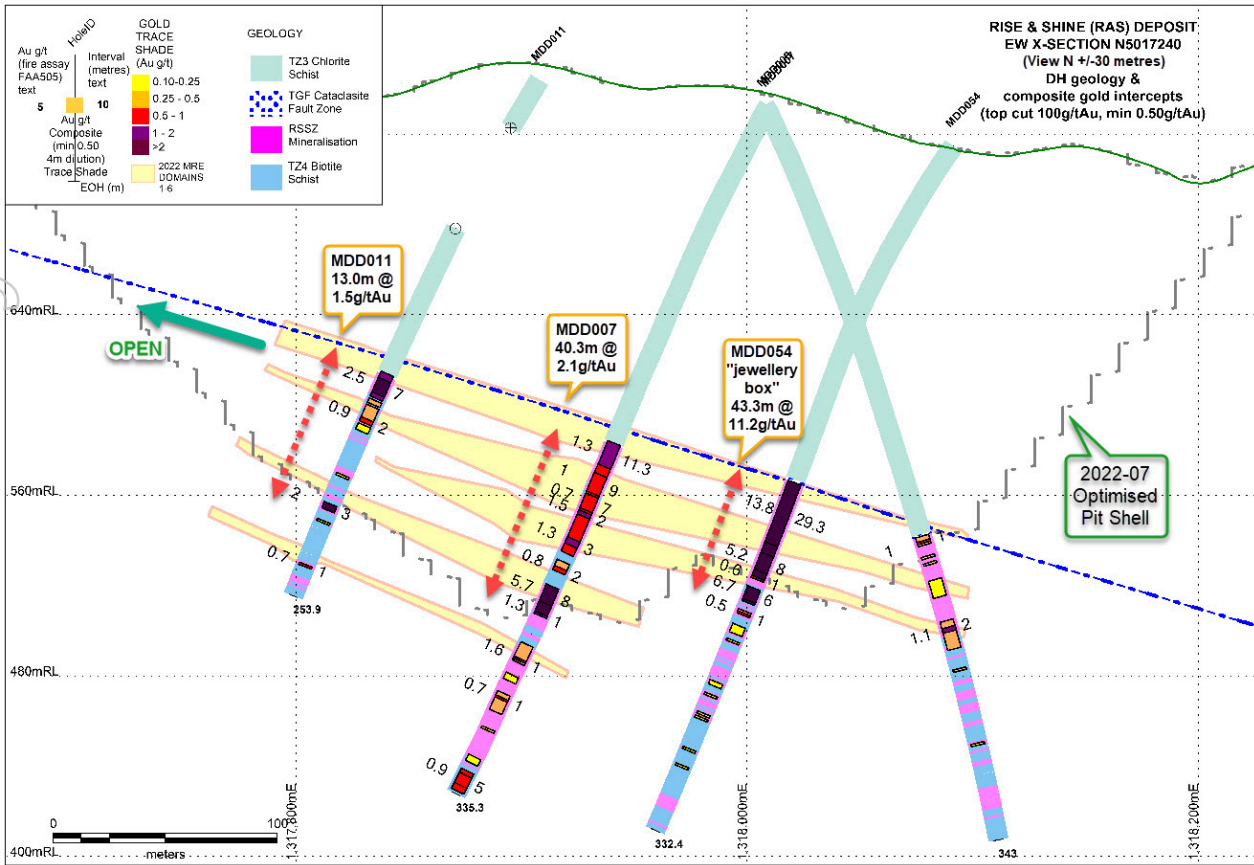 Au g/t
(fire assay
FAA505)
text
5
HoleID
Interval
(metres)
text
10
Au g/t
Composite
(min 0.50
4m dilution)
Trace Shade
EOH (m)
GOLD
TRACE
SHADE
(Au g/t)
0.10-0.25
0.25 - 0.5
0.5 - 1
1 - 2
>2
2022 MRE
DOMAINS
1-6
GEOLOGY
TZ3 Chlorite
Schist
TGF Cataclasite
Fault Zone
RSSZ
Mineralisation
TZ4 Biotite
Schist
RISE & SHINE (RAS) DEPOSIT
EW X-SECTION N5017240
(View N +/-30 metres)
DH geology &
composite gold intercepts
(top cut 100g/tAu, min 0.50g/tAu)
MDD011
MDD007
MDD054
640mRL
560mRL
480mRL
400mRL
OPEN
MDD011
13.0m @
1.5g/tAu
MDD007
40.3m @
2.1g/tAu
MDD054
"jewellery
box"
43.3m @
11.2g/tAu
2022-07
Optimised
Pit Shell
2.5 7
0.9 2
2 3
0.7 1
253.9
1.3 11.3
1 9
0.7 7
1.5 2
1.3 3
0.8 2
5.7 8
1.3 1
1.6 1
0.7 1
0.9 5
335.3
13.8 29.3
5.2 8
0.6 1
6.7 6
0.5 1
332.4
1 1
1.1 2
343
0 100
meters
1,317,800mE
1,318,000mE
1,318,200mE